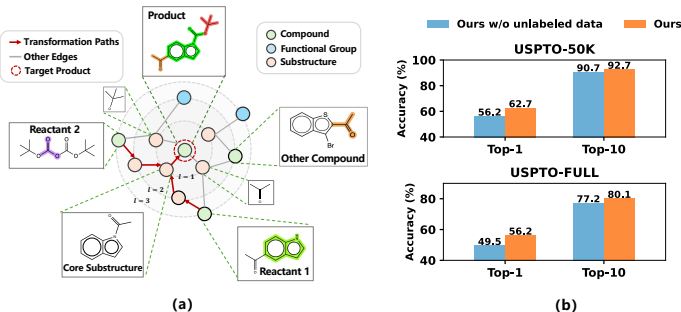 Product
Transformation Paths
Other Edges
Target Product
Compound
Functional Group
Substructure
Reactant 2
Other Compound
l = 1
l = 2
l = 3
Core Substructure
Reactant 1
(a)
Ours w/o unlabeled data
Ours
USPTO-50K
Accuracy (%)
100
80
60
40
56.2
62.7
90.7
92.7
Top-1
Top-10
USPTO-FULL
Accuracy (%)
80
60
40
49.5
56.2
77.2
80.1
Top-1
Top-10
(b)